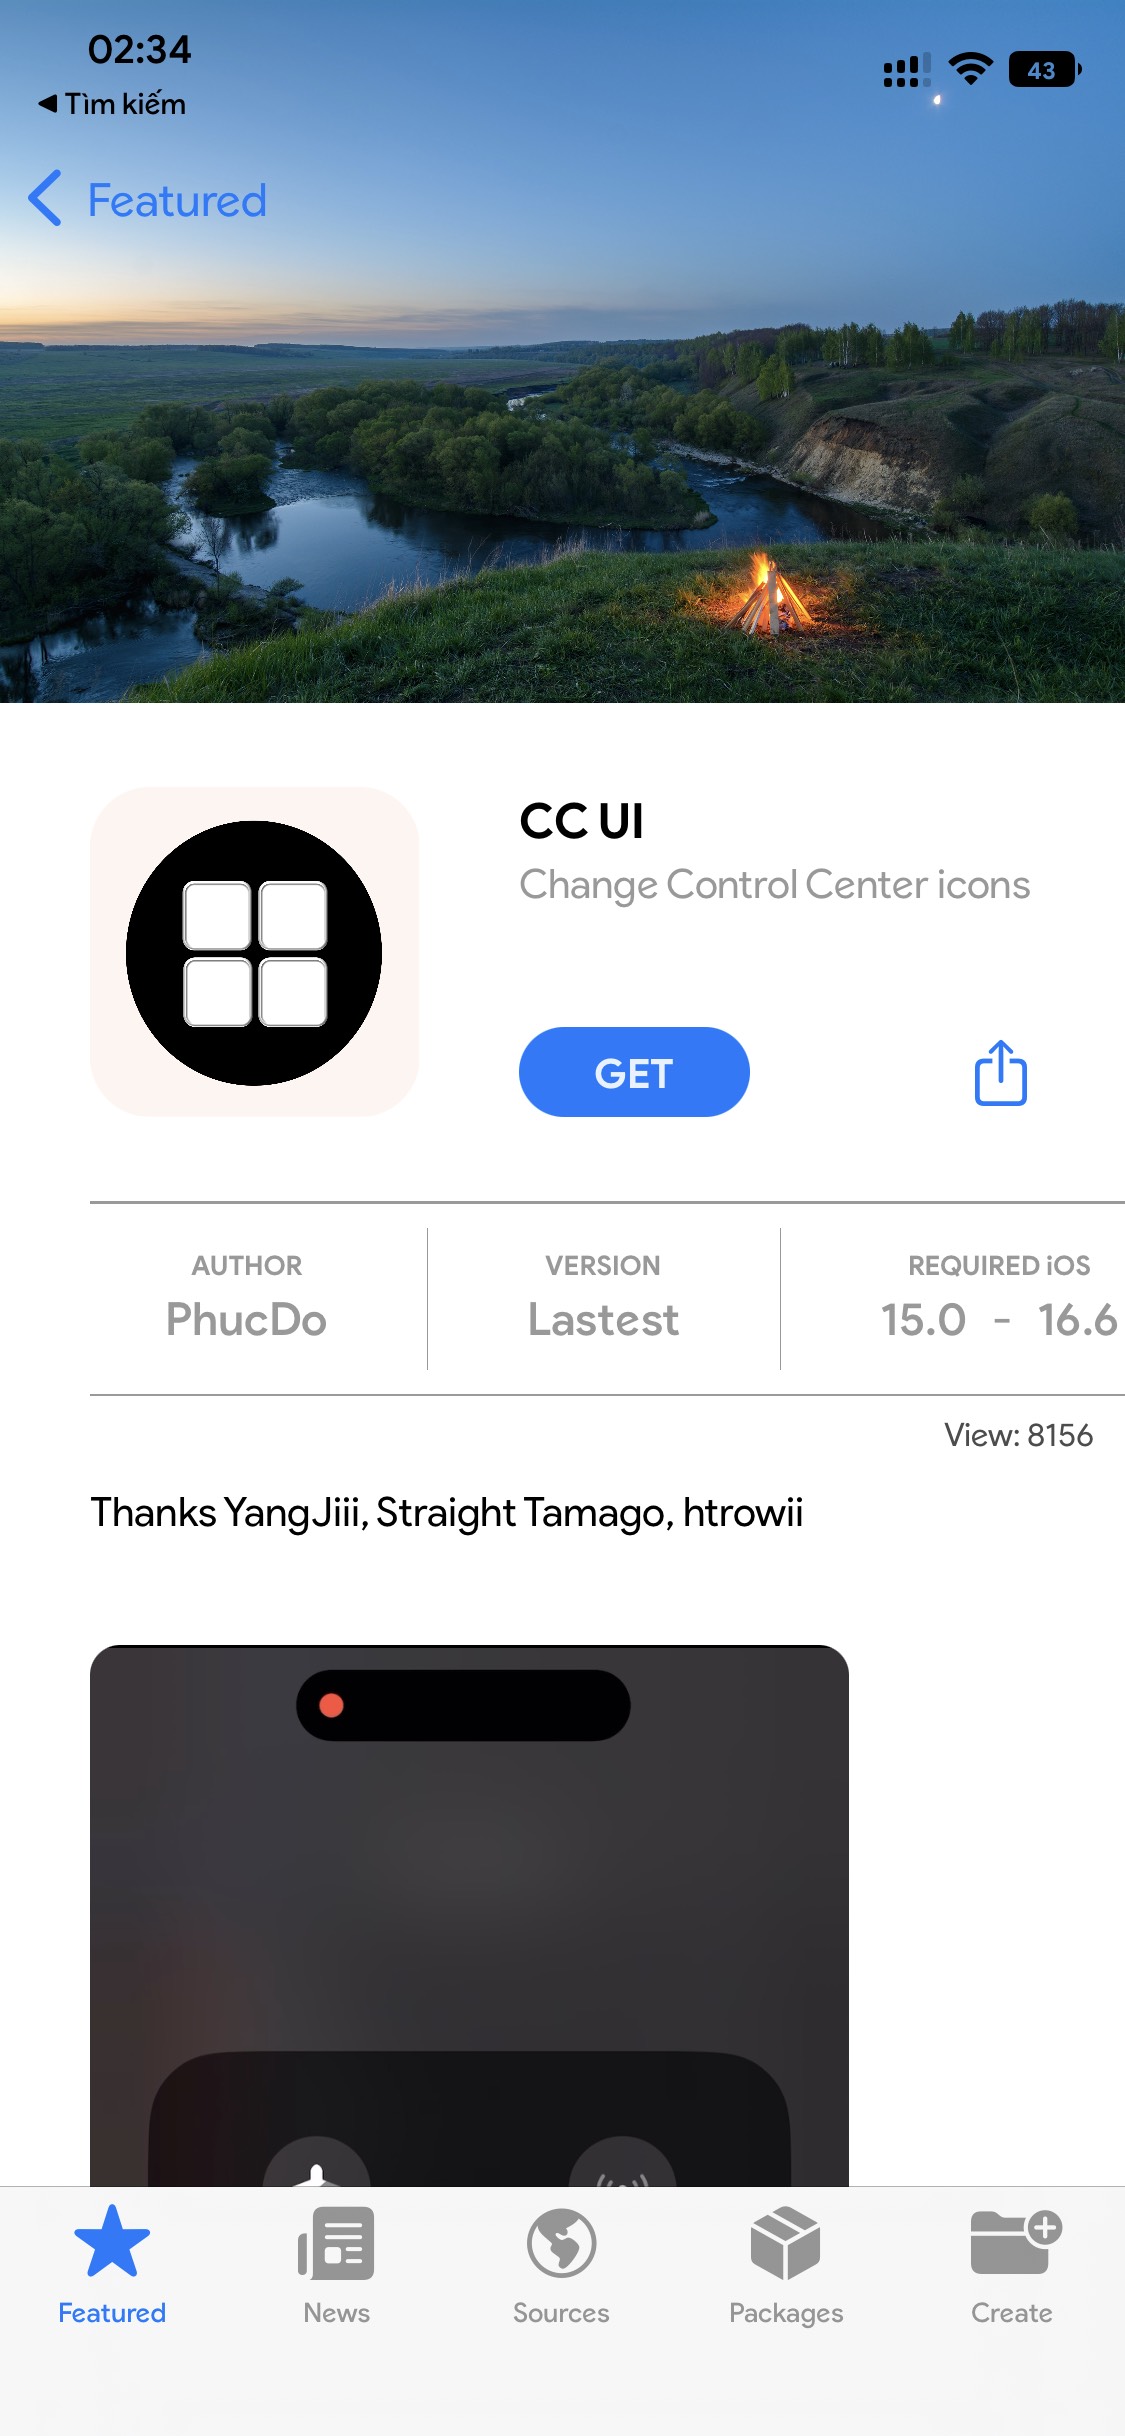 02:34
43
◀ Tìm kiếm
Featured
CC UI
Change Control Center icons
GET
AUTHOR
VERSION
REQUIRED iOS
PhucDo
Lastest
15.0 - 16.6
View: 8156
Thanks YangJiii, Straight Tamago, htrowii
Featured
News
Sources
Packages
Create